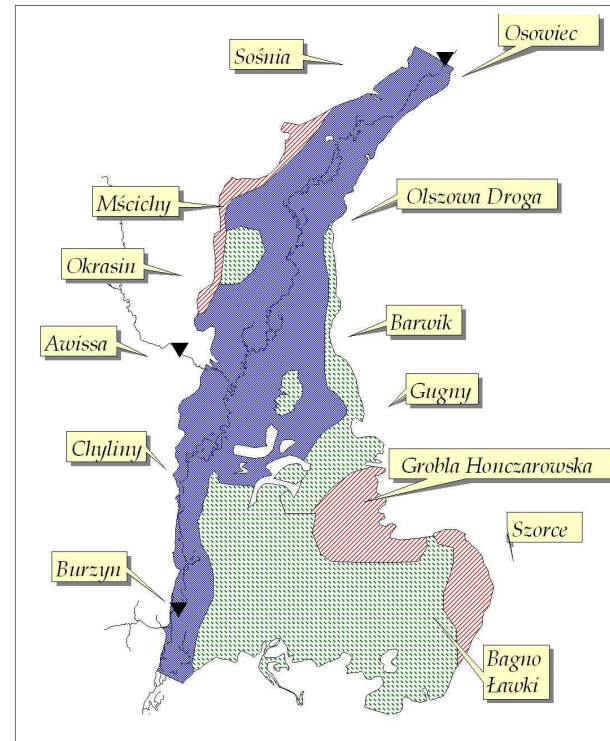 Osowiec
Sośnia
Mścichy
Olszowa Droga
Okrasin
Barwik
Awissa
Gugny
Chyliny
Grobla Honczarowska
Szorce
Burzyn
Bagno
Ławki